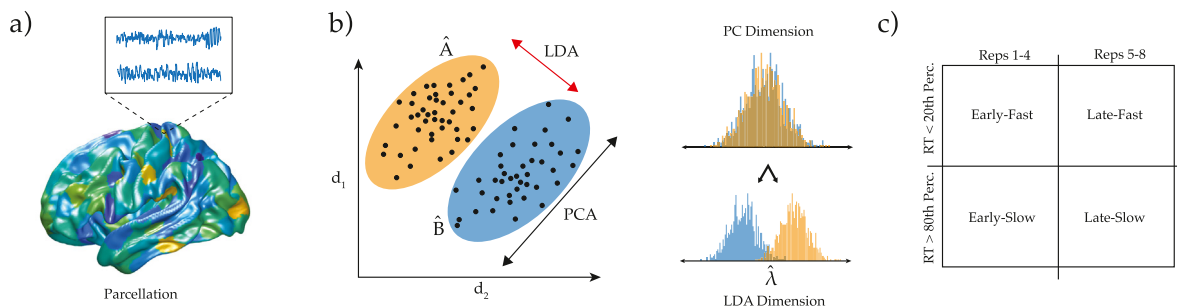 a)
Parcellation
b)
Â
LDA
B̂
PCA
d₁
d₂
PC Dimension
λ̂
LDA Dimension
c)
Reps 1-4
Reps 5-8
RT < 20th Perc.
Early-Fast
Late-Fast
RT > 80th Perc.
Early-Slow
Late-Slow